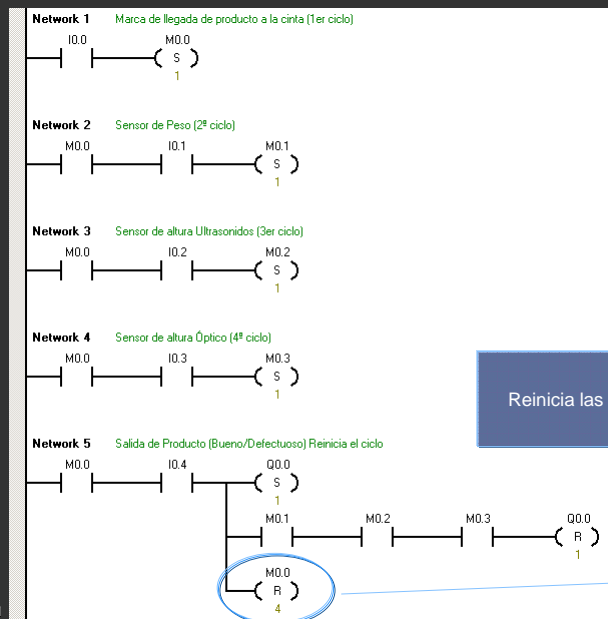 Network 1 Marca de llegada de producto a la cinta (1er ciclo)
I0.0 M0.0
S
1
Network 2 Sensor de Peso (2º ciclo)
M0.0 I0.1 M0.1
S
1
Network 3 Sensor de altura Ultrasonidos (3er ciclo)
M0.0 I0.2 M0.2
S
1
Network 4 Sensor de altura Óptico (4º ciclo)
M0.0 I0.3 M0.3
S
1
Reinicia las
Network 5 Salida de Producto (Bueno/Defectuoso) Reinicia el ciclo
M0.0 I0.4 Q0.0
S
1
M0.1 M0.2 M0.3 Q0.0
R
1
M0.0
R
4